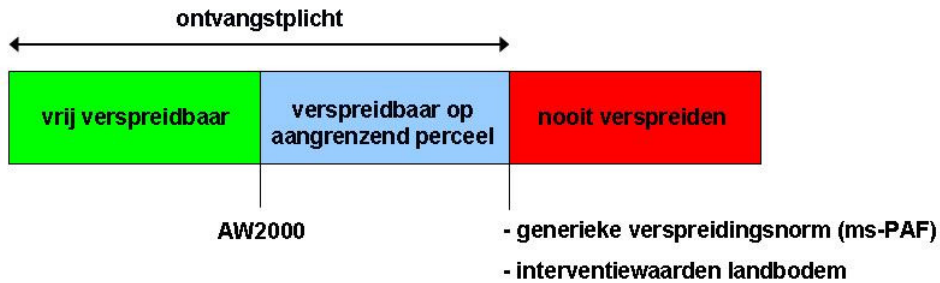 ontvangstplicht
vrij verspreidbaar
verspreidbaar op
aangrenzend perceel
nooit verspreiden
AW2000
- generieke verspreidingsnorm (ms-PAF)
- interventiewaarden landbodem